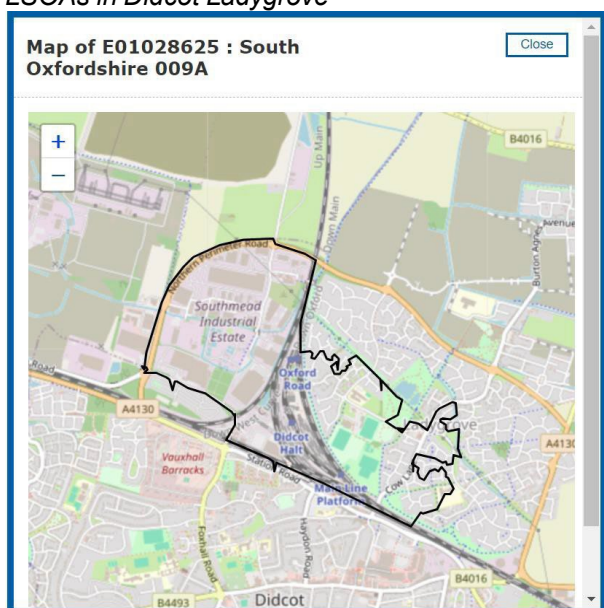 LSOAs in Didcot Ladygrove
Map of E01028625 : South
Oxfordshire 009A
Close
+
−
B4016
Up Main
Down Main
Avenue
Northern Perimeter Road
Burton Agnes
Southmead
Industrial
Estate
Oxford
Road
Road
A4130
West Cur
Didcot
Halt
A4130
Vauxhall
Barracks
Station Road
Main Line
Platform
Cow
Foxhall Road
Haydon Road
Didcot
B4016
B4493